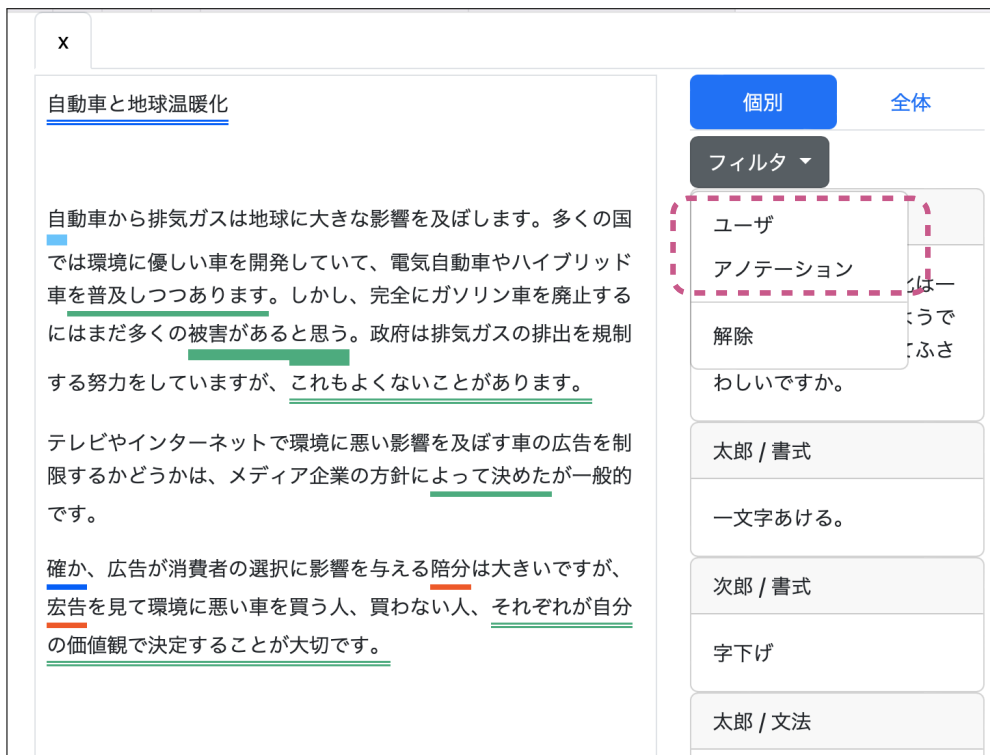 x
自動車と地球温暖化
自動車から排気ガスは地球に大きな影響を及ぼします。多くの国
では環境に優しい車を開発していて、電気自動車やハイブリッド
車を普及しつつあります。しかし、完全にガソリン車を廃止する
にはまだ多くの被害があると思う。政府は排気ガスの排出を規制
する努力をしていますが、これもよくないことがあります。
テレビやインターネットで環境に悪い影響を及ぼす車の広告を制
限するかどうかは、メディア企業の方針によって決めたが一般的
です。
確か、広告が消費者の選択に影響を与える陪分は大きいですが、
宏告を見て環境に悪い車を買う人、買わない人、それぞれが自分
の価値観で決定することが大切です。
個別
全体
フィルタ
ユーザ
アノテーション
解除
は一
うで
てふさ
わしいですか。
太郎 / 書式
一文字あける。
次郎 / 書式
字下げ
太郎 / 文法